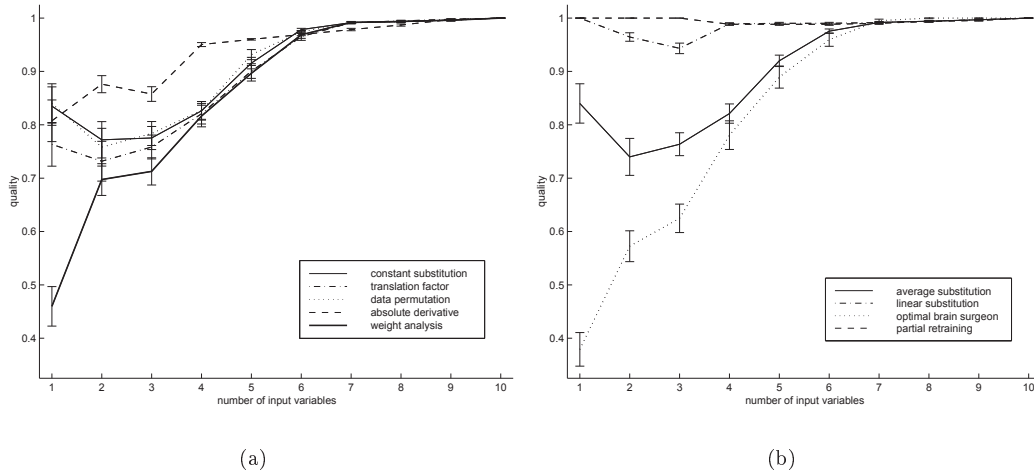 1
0.9
0.8
0.7
0.6
0.5
0.4
quality
constant substitution
translation factor
data permutation
absolute derivative
weight analysis
1 2 3 4 5 6 7 8 9 10
number of input variables
(a)
1
0.9
0.8
0.7
0.6
0.5
0.4
quality
average substitution
linear substitution
optimal brain surgeon
partial retraining
1 2 3 4 5 6 7 8 9 10
number of input variables
(b)